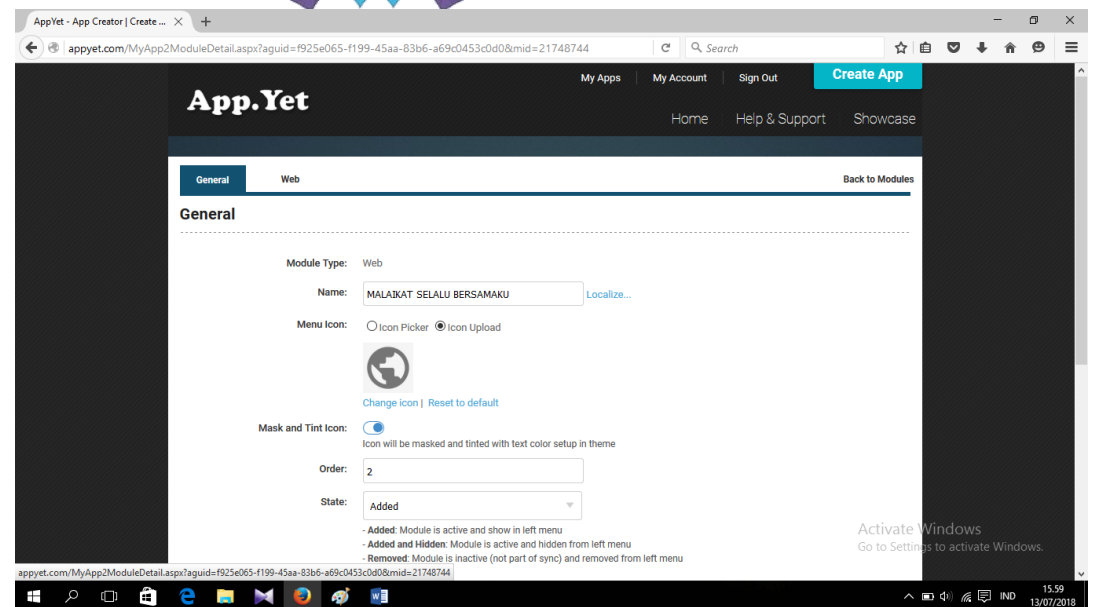 AppYet - App Creator | Create ...
appyet.com/MyApp2ModuleDetail.aspx?aguid=f925e065-f199-45aa-83b6-a69c0453c0d0&mid=21748744
Search
My Apps
My Account
Sign Out
Create App
App.Yet
Home
Help & Support
Showcase
General
Web
Back to Modules
General
Module Type: Web
Name: MALAIKAT SELALU BERSAMAKU Localize...
Menu Icon: Icon Picker Icon Upload
Change icon | Reset to default
Mask and Tint Icon:
Icon will be masked and tinted with text color setup in theme
Order: 2
State: Added
- Added: Module is active and show in left menu
- Added and Hidden: Module is active and hidden from left menu
- Removed: Module is inactive (not part of sync) and removed from left menu
Activate Windows
Go to Settings to activate Windows.
appyet.com/MyApp2ModuleDetail.aspx?aguid=f925e065-f199-45aa-83b6-a69c0453c0d0&mid=21748744
IND
15.59
13/07/2018